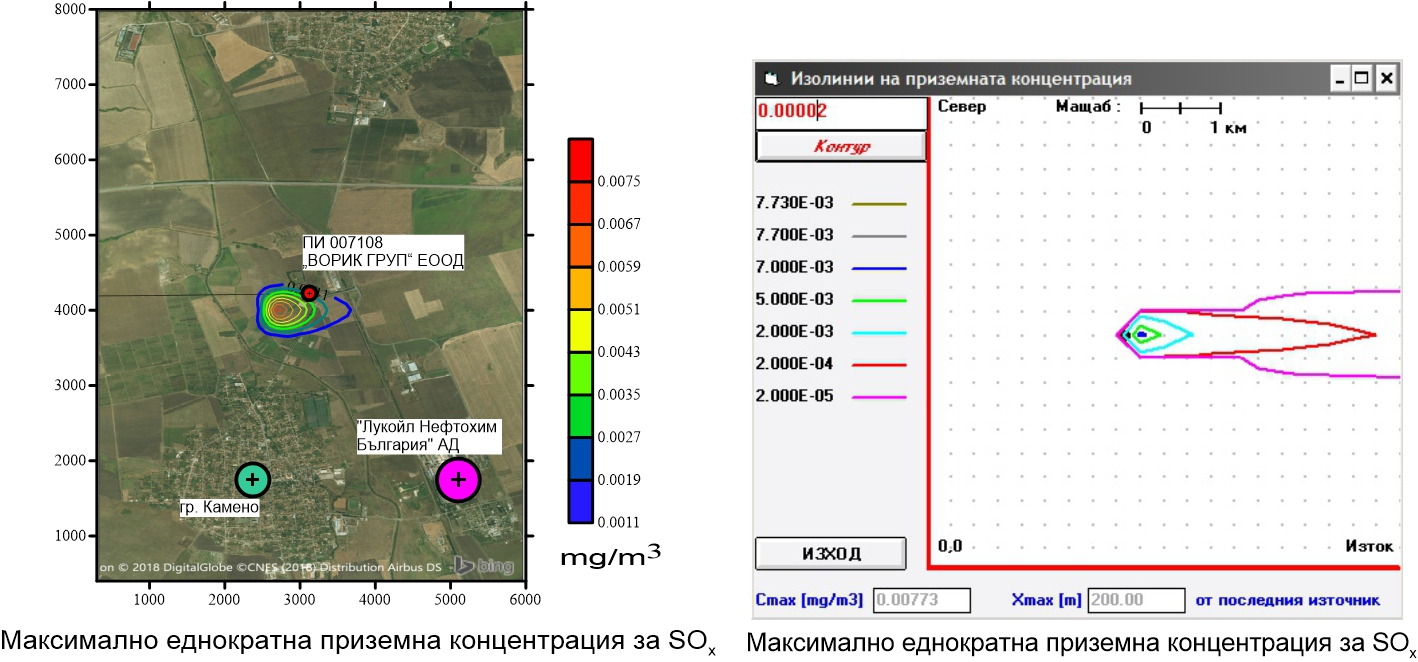 8000
7000
6000
5000
4000
3000
2000
1000
ПИ 007108
„ВОРИК ГРУП“ ЕООД
"Лукойл Нефтохим
България" АД
гр. Камено
on © 2018 DigitalGlobe ©CNES (2018) Distribution Airbus DS
bing
1000 2000 3000 4000 5000 6000
0.0075
0.0067
0.0059
0.0051
0.0043
0.0035
0.0027
0.0019
0.0011
mg/m³
Максимално еднократна приземна концентрация за SOx
Изолинии на приземната концентрация
0.00002
Контур
7.730E-03
7.700E-03
7.000E-03
5.000E-03
2.000E-03
2.000E-04
2.000E-05
ИЗХОД
Север Мащаб :
0 1 км
0,0 Изток
Cmax [mg/m3] 0.00773 Xmax [m] 200.00 от последния източник
Максимално еднократна приземна концентрация за SOx